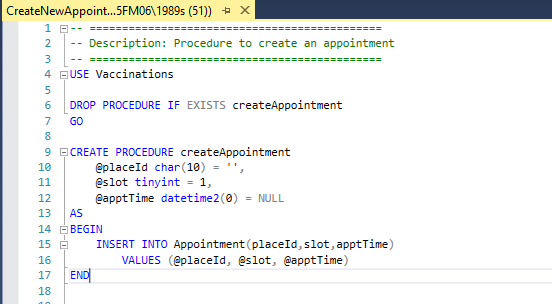 CreateNewAppoint...5FM06\1989s (51))
1 -- ==========================================
2 -- Description: Procedure to create an appointment
3 -- ==========================================
4 USE Vaccinations
5
6 DROP PROCEDURE IF EXISTS createAppointment
7 GO
8
9 CREATE PROCEDURE createAppointment
10 @placeId char(10) = '',
11 @slot tinyint = 1,
12 @apptTime datetime2(0) = NULL
13 AS
14 BEGIN
15 INSERT INTO Appointment(placeId,slot,apptTime)
16 VALUES (@placeId, @slot, @apptTime)
17 END
18